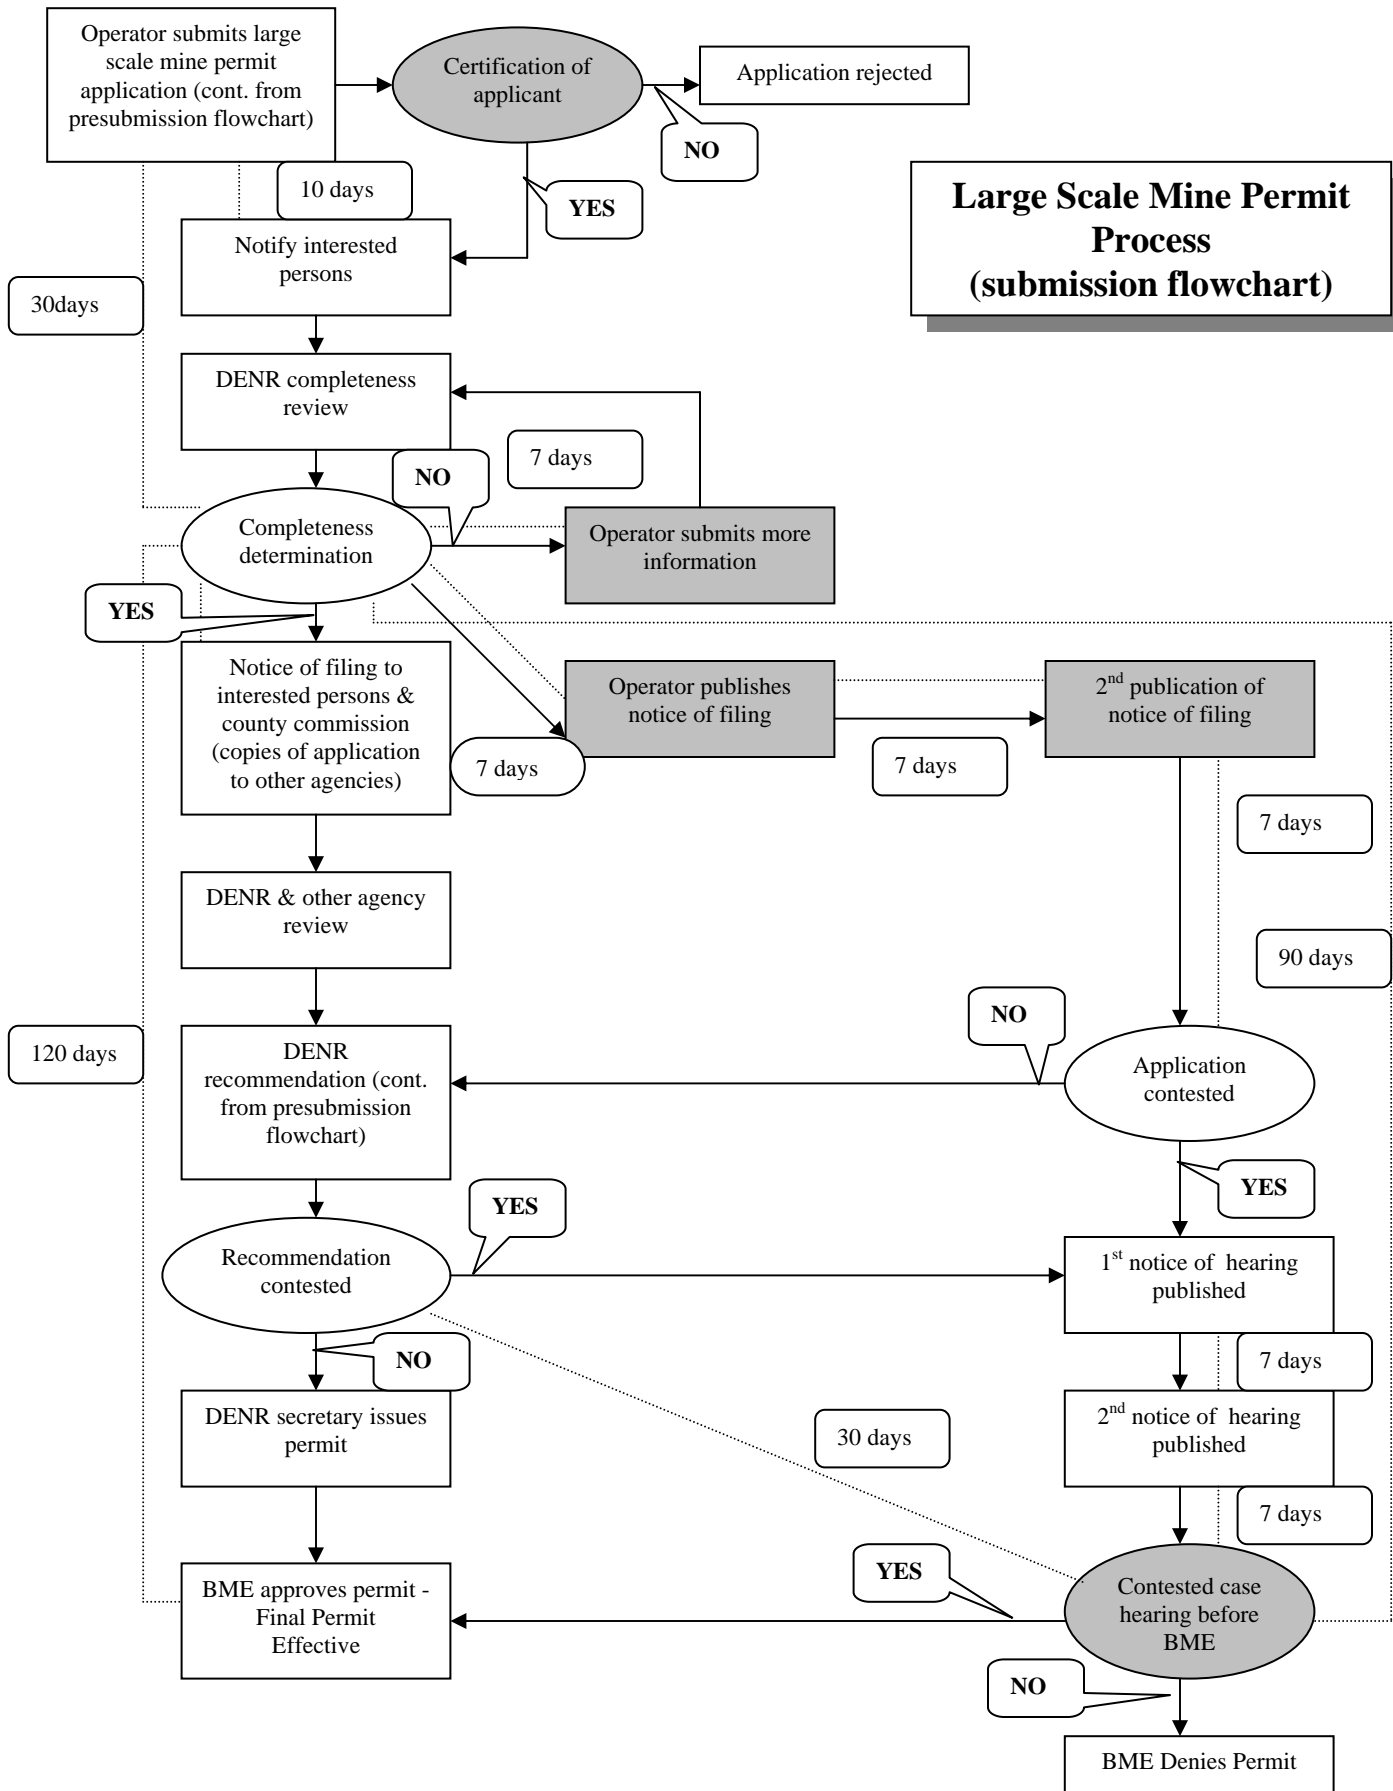 Operator submits large
scale mine permit
application (cont. from
presubmission flowchart)
Certification of
applicant
Application rejected
NO
YES
10 days
Large Scale Mine Permit
Process
(submission flowchart)
Notify interested
persons
30days
DENR completeness
review
7 days
NO
Completeness
determination
Operator submits more
information
YES
Notice of filing to
interested persons &
county commission
(copies of application
to other agencies)
Operator publishes
notice of filing
2nd publication of
notice of filing
7 days
7 days
7 days
DENR & other agency
review
90 days
NO
120 days
DENR
recommendation (cont.
from presubmission
flowchart)
Application
contested
YES
YES
Recommendation
contested
1st notice of hearing
published
NO
7 days
DENR secretary issues
permit
2nd notice of hearing
published
30 days
7 days
YES
BME approves permit -
Final Permit
Effective
Contested case
hearing before
BME
NO
BME Denies Permit